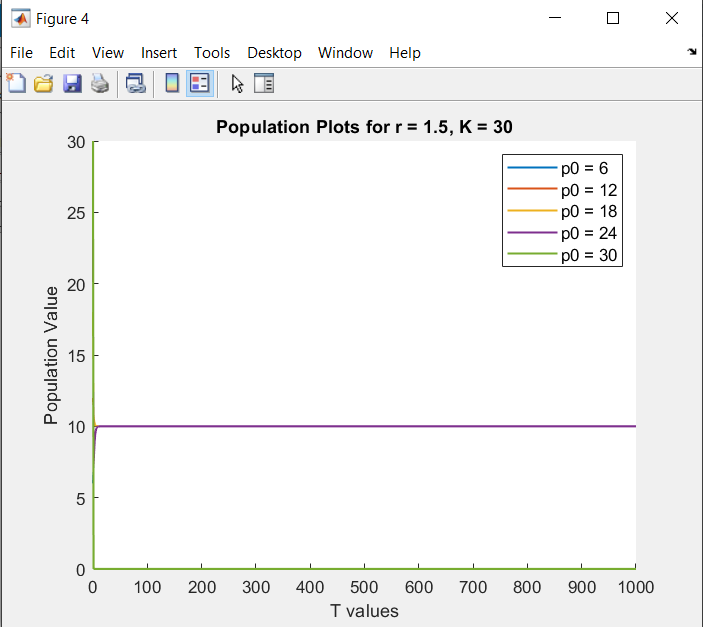 Figure 4
File Edit View Insert Tools Desktop Window Help
Population Plots for r = 1.5, K = 30
p0 = 6
p0 = 12
p0 = 18
p0 = 24
p0 = 30
Population Value
30
25
20
15
10
5
0
0 100 200 300 400 500 600 700 800 900 1000
T values